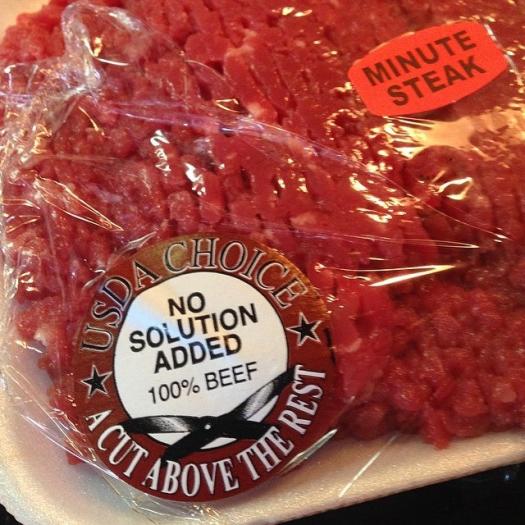 MINUTE
STEAK
USDA CHOICE
NO
SOLUTION
ADDED
100% BEEF
A CUT ABOVE THE REST